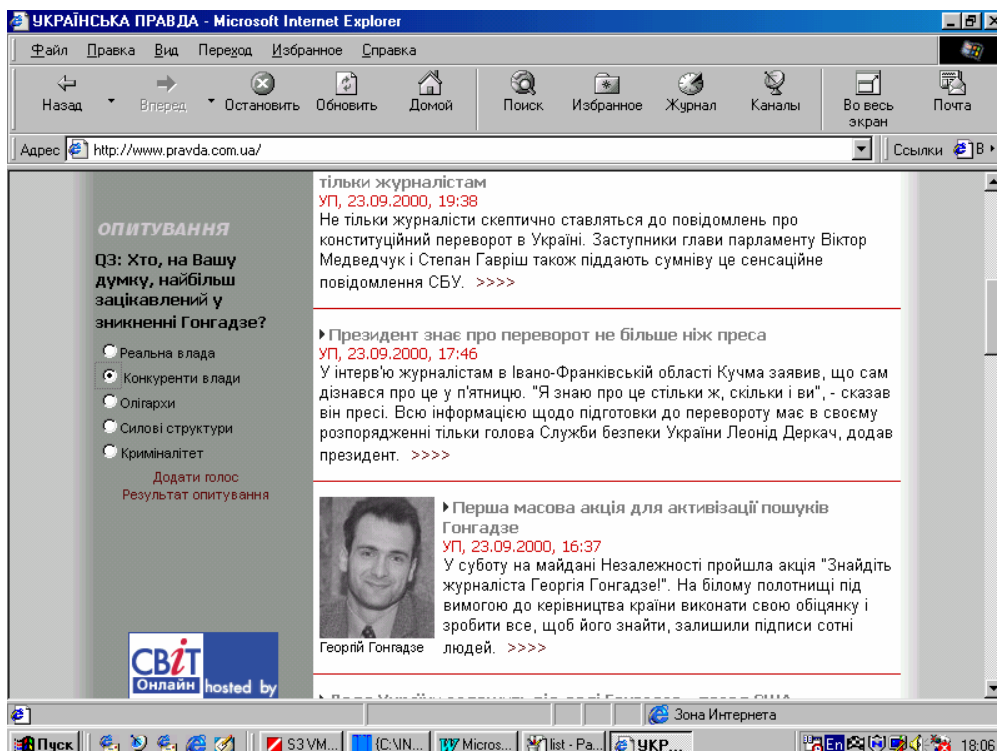 УКРАЇНСЬКА ПРАВДА - Microsoft Internet Explorer
Файл Правка Вид Переход Избранное Справка
Назад Вперед Остановить Обновить Домой Поиск Избранное Журнал Каналы Во весь экран Почта
Адрес http://www.pravda.com.ua/ Ссылки В
ОПИТУВАННЯ
Q3: Хто, на Вашу
думку, найбільш
зацікавлений у
зникненні Гонгадзе?
Реальна влада
Конкуренти влади
Олігархи
Силові структури
Криміналітет
Додати голос
Результат опитування
СВІТ
Онлайн hosted by
тільки журналістам
УП, 23.09.2000, 19:38
Не тільки журналісти скептично ставляться до повідомлень про
конституційний переворот в Україні. Заступники глави парламенту Віктор
Медведчук і Степан Гавріш також піддають сумніву це сенсаційне
повідомлення СБУ. >>>>
Президент знає про переворот не більше ніж преса
УП, 23.09.2000, 17:46
У інтерв'ю журналістам в Івано-Франківській області Кучма заявив, що сам
дізнався про це у п'ятницю. "Я знаю про це стільки ж, скільки і ви", - сказав
він пресі. Всю інформацією щодо підготовки до перевороту має в своєму
розпорядженні тільки голова Служби безпеки України Леонід Деркач, додав
президент. >>>>
Перша масова акція для активізації пошуків
Гонгадзе
УП, 23.09.2000, 16:37
У суботу на майдані Незалежності пройшла акція "Знайдіть
журналіста Георгія Гонгадзе!". На білому полотнищі під
вимогою до керівництва країни виконати свою обіцянку і
зробити все, щоб його знайти, залишили підписи сотні
людей. >>>>
Георгій Гонгадзе
Зона Интернета
Пуск S3 VM... {C:\IN... Micros... list - Pa... УКР... En 18:06